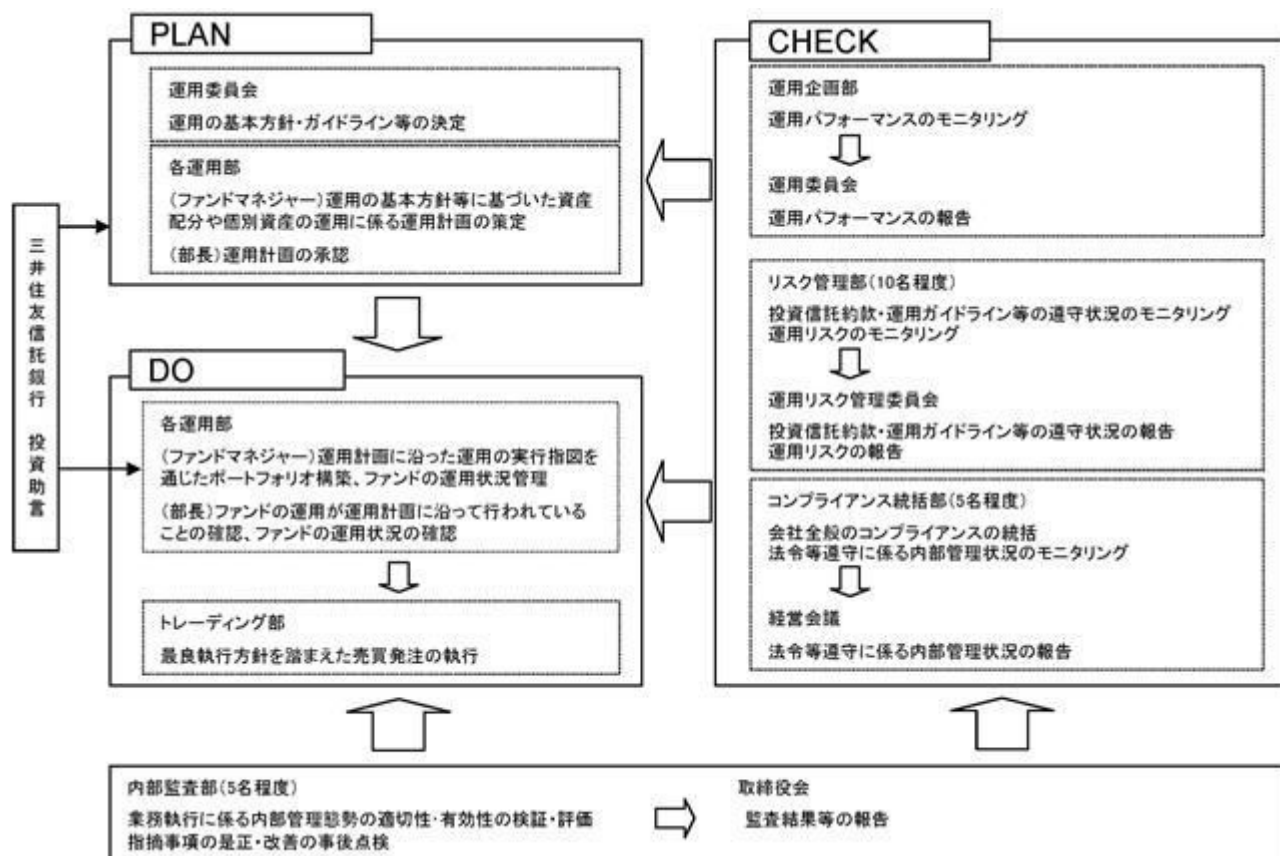 PLAN
運用委員会
運用の基本方針・ガイドライン等の決定
各運用部
(ファンドマネジャー)運用の基本方針等に基づいた資産
配分や個別資産の運用に係る運用計画の策定
(部長)運用計画の承認
DO
各運用部
(ファンドマネジャー)運用計画に沿った運用の実行指図を
通じたポートフォリオ構築、ファンドの運用状況管理
(部長)ファンドの運用が運用計画に沿って行われている
ことの確認、ファンドの運用状況の確認
トレーディング部
最良執行方針を踏まえた売買発注の執行
三井住友信託銀行 投資助言
CHECK
運用企画部
運用パフォーマンスのモニタリング
運用委員会
運用パフォーマンスの報告
リスク管理部(10名程度)
投資信託約款・運用ガイドライン等の遵守状況のモニタリング
運用リスクのモニタリング
運用リスク管理委員会
投資信託約款・運用ガイドライン等の遵守状況の報告
運用リスクの報告
コンプライアンス統括部(5名程度)
会社全般のコンプライアンスの統括
法令等遵守に係る内部管理状況のモニタリング
経営会議
法令等遵守に係る内部管理状況の報告
内部監査部(5名程度)
業務執行に係る内部管理態勢の適切性・有効性の検証・評価
指摘事項の是正・改善の事後点検
取締役会
監査結果等の報告